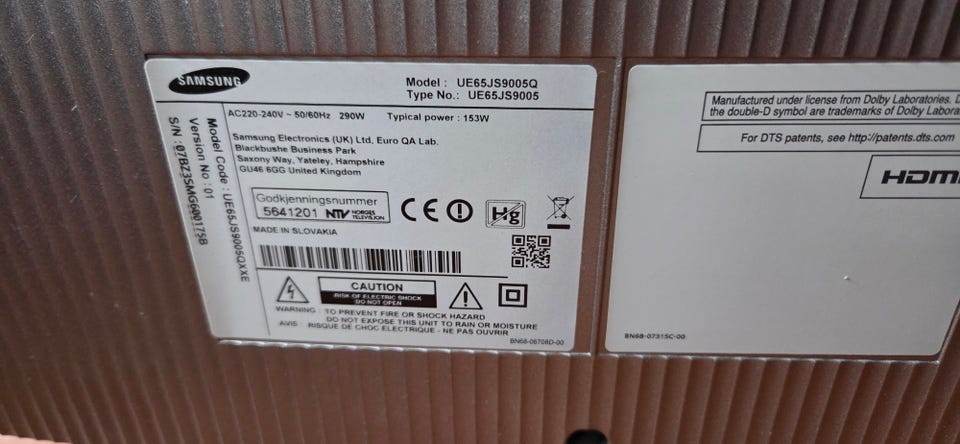 SAMSUNG
Model : UE65JS9005Q
Type No.: UE65JS9005
AC220-240V ~ 50/60Hz 290W Typical power : 153W
Samsung Electronics (UK) Ltd, Euro QA Lab.
Blackbushe Business Park
Saxony Way, Yateley, Hampshire
GU46 6GG United Kingdom
Godkjenningsnummer
5641201 NTV NORGES TELEVISJON
CE
Hg
MADE IN SLOVAKIA
CAUTION
RISK OF ELECTRIC SHOCK
DO NOT OPEN
WARNING : TO PREVENT FIRE OR SHOCK HAZARD
DO NOT EXPOSE THIS UNIT TO RAIN OR MOISTURE
AVIS : RISQUE DE CHOC ELECTRIQUE - NE PAS OUVRIR
BN68-06708D-00
Model Code : UE65JS9005QXXE
Version No : 01
S/N : 07BZ3SMG600175B
Manufactured under license from Dolby Laboratories. D
the double-D symbol are trademarks of Dolby Labora
For DTS patents, see http://patents.dts.com
HDMI
BN68-07315C-00